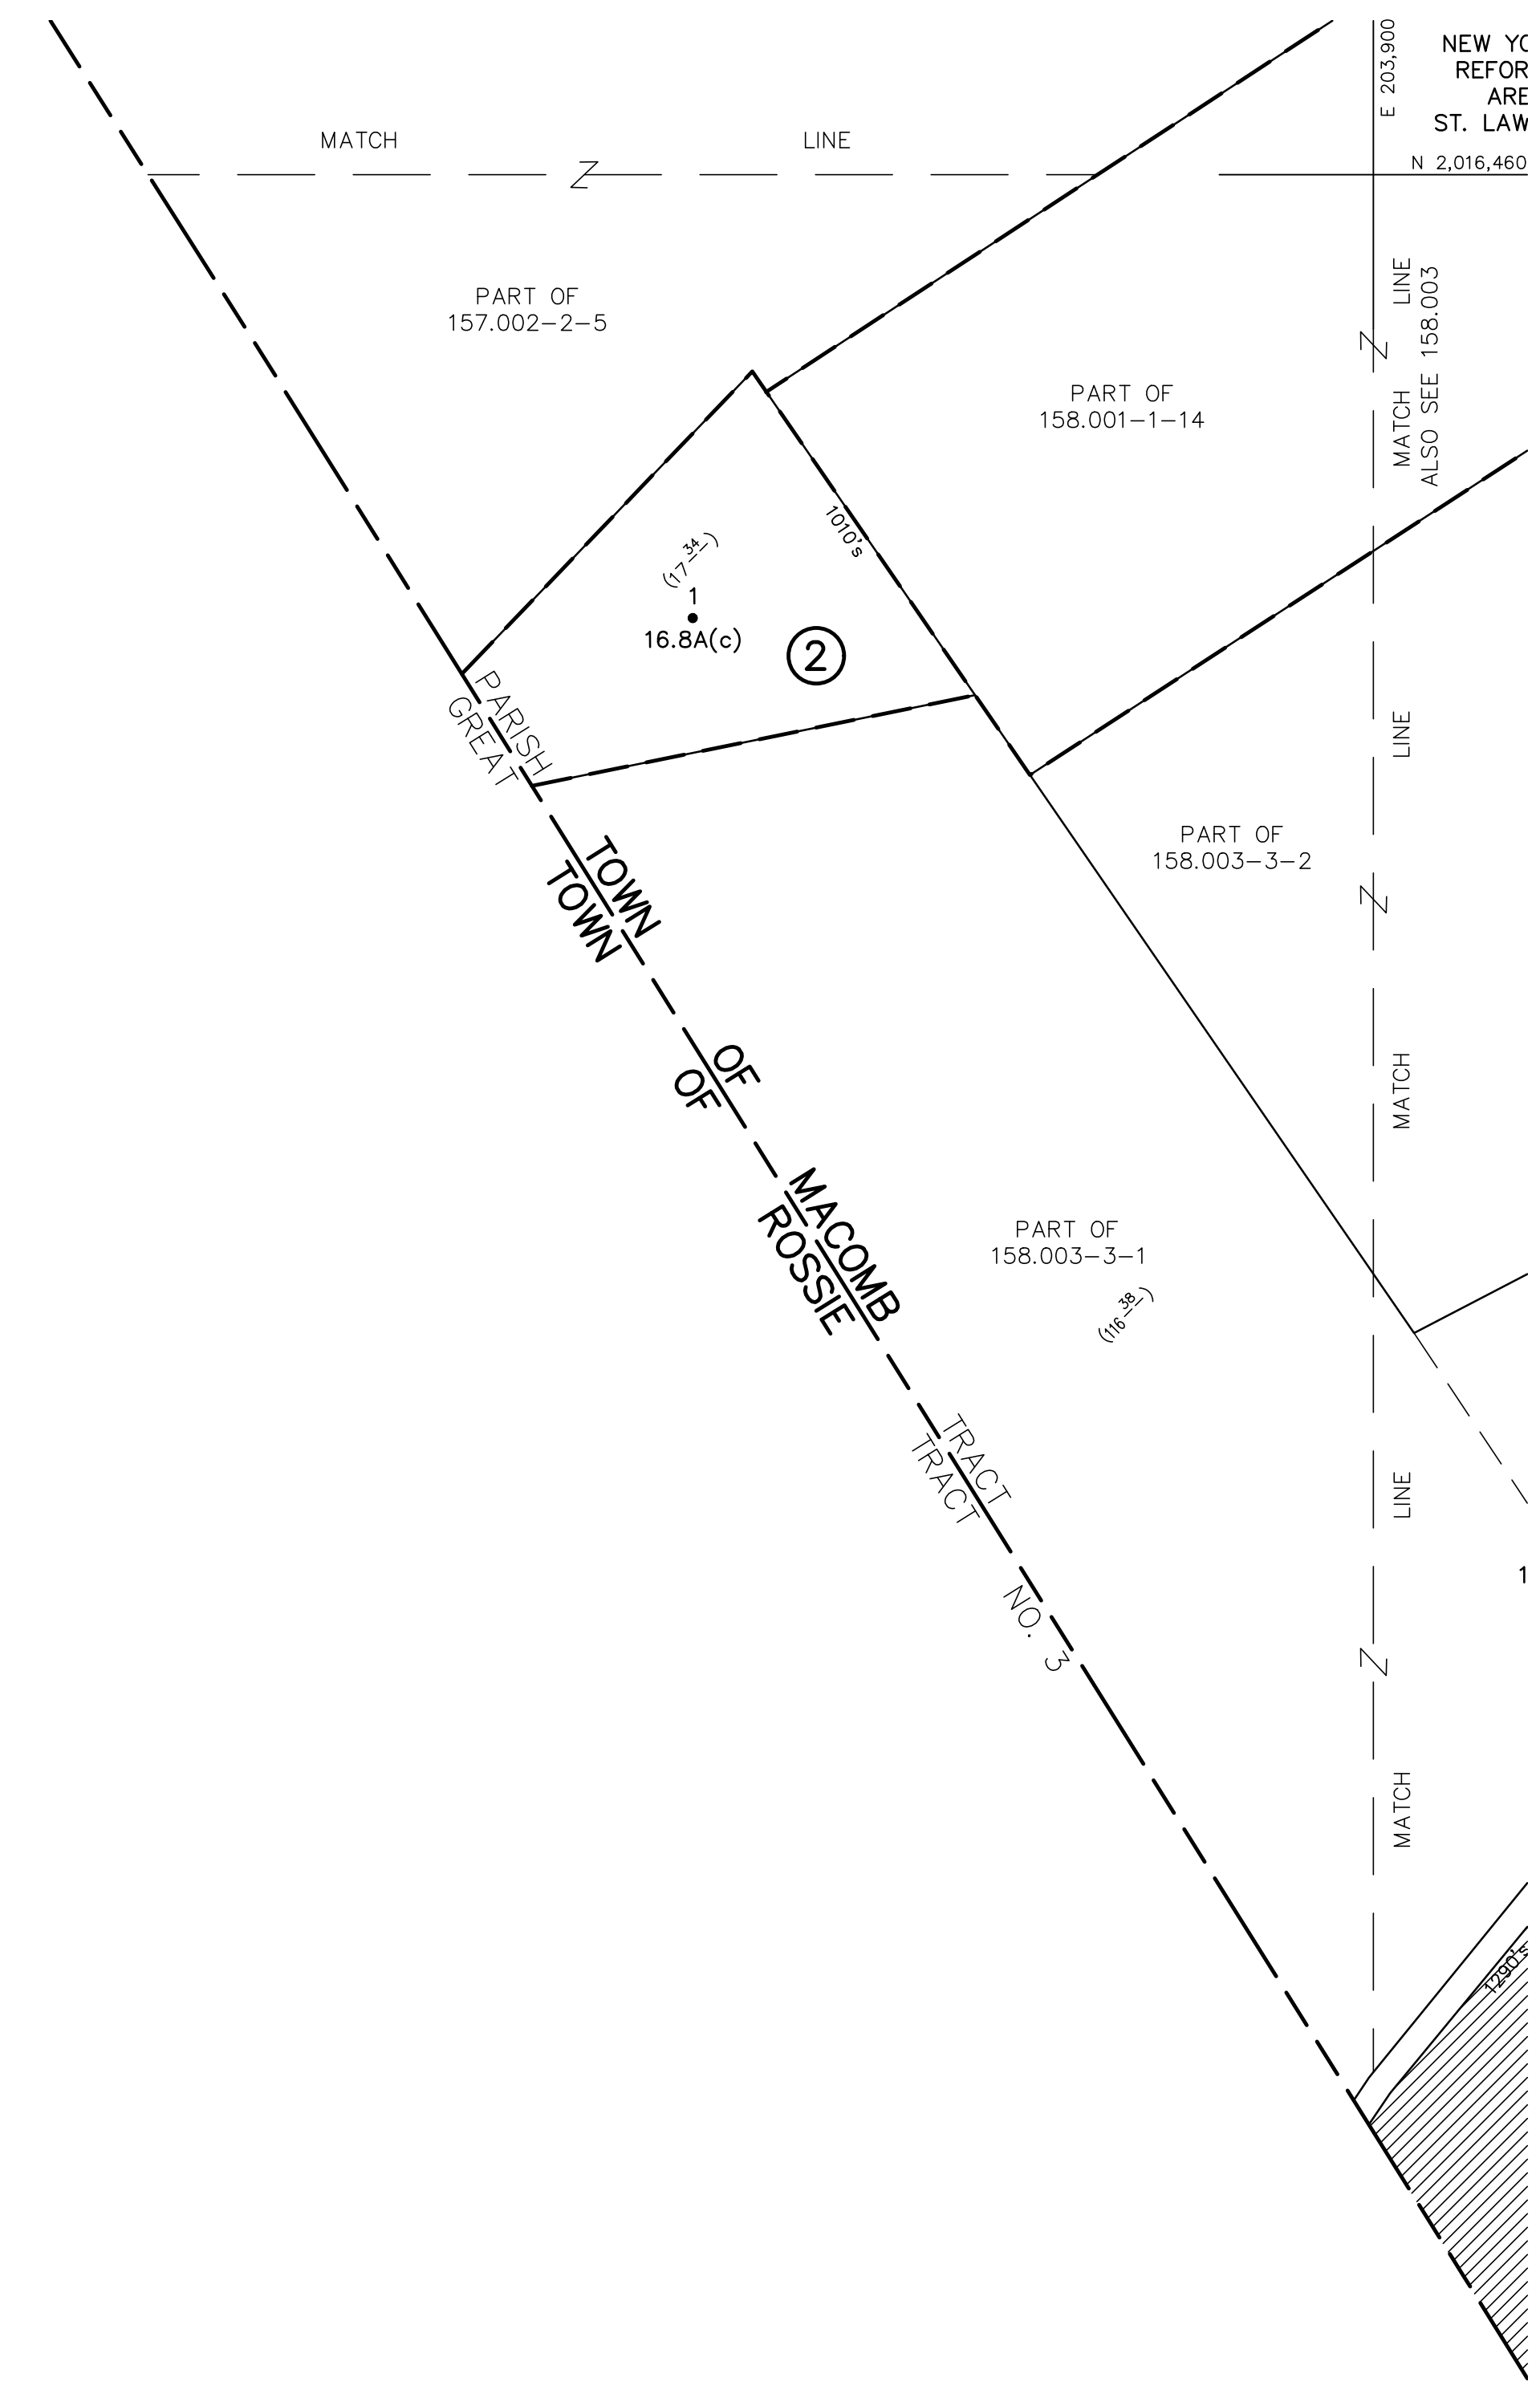 E 203,900
NEW YO
REFOR
ARE
ST. LAW
N 2,016,460
MATCH LINE
PART OF
157.002-2-5
MATCH LINE
ALSO SEE 158.003
PART OF
158.001-1-14
1010's
(17 34)
1
16.8A(c)
2
PARISH
GREAT
LINE
PART OF
158.003-3-2
TOWN OF MACOMB
TOWN OF ROSSIE
MATCH
PART OF
158.003-3-1
(116 38)
TRACT
TRACT NO. 3
LINE
1
MATCH
1290's